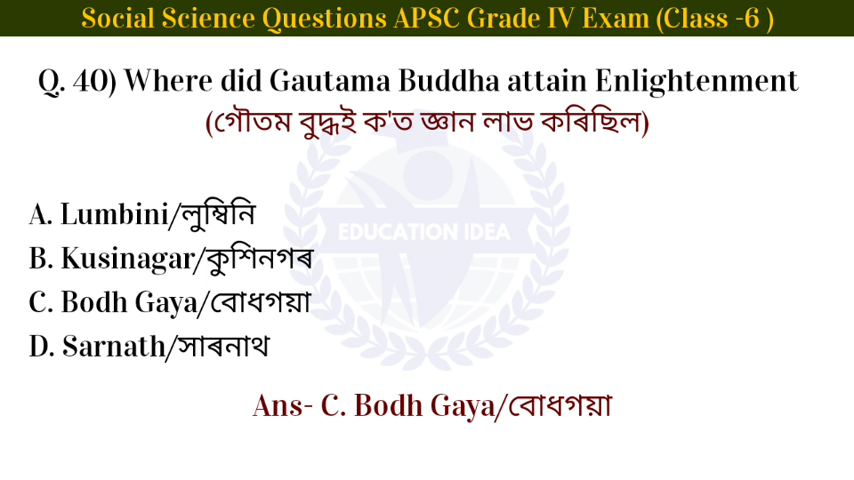 Social Science Questions APSC Grade IV Exam (Class -6 )
Q. 40) Where did Gautama Buddha attain Enlightenment
(গৌতম বুদ্ধই ক'ত জ্ঞান লাভ কৰিছিল)
EDUCATION IDEA
A. Lumbini/লুম্বিনি
B. Kusinagar/কুশিনগৰ
C. Bodh Gaya/বোধগয়া
D. Sarnath/সাৰনাথ
Ans- C. Bodh Gaya/বোধগয়া